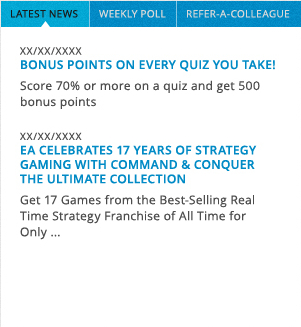 LATEST NEWS WEEKLY POLL REFER-A-COLLEAGUE
XX/XX/XXXX
BONUS POINTS ON EVERY QUIZ YOU TAKE!
Score 70% or more on a quiz and get 500
bonus points
XX/XX/XXXX
EA CELEBRATES 17 YEARS OF STRATEGY
GAMING WITH COMMAND & CONQUER
THE ULTIMATE COLLECTION
Get 17 Games from the Best-Selling Real
Time Strategy Franchise of All Time for
Only ...